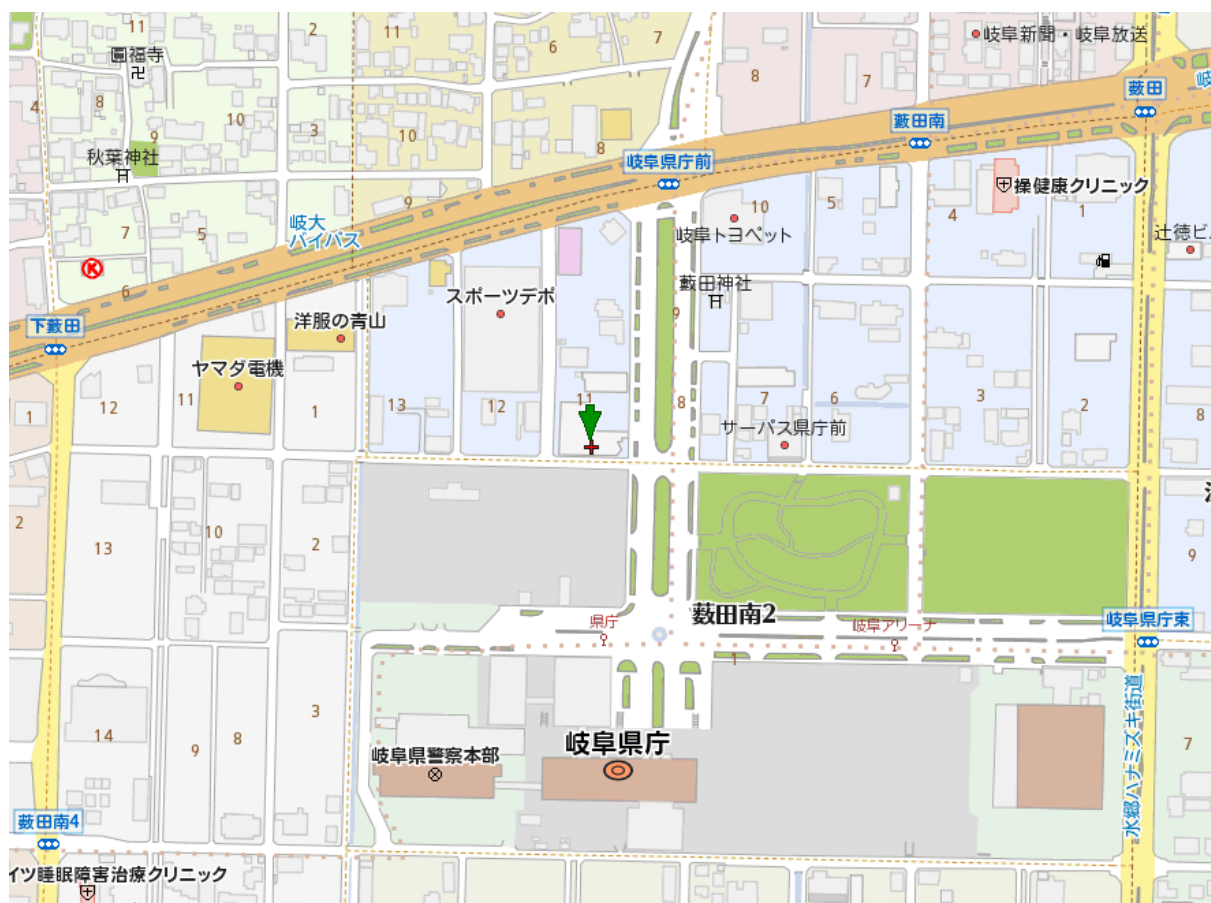 11
2
11
6
7
岐阜新聞・岐阜放送
圓福寺
8
7
4
8
10
3
10
8
藪田
9
藪田南
秋葉神社
岐阜県庁前
操健康クリニック
7
5
9
10
5
4
1
岐大
バイパス
岐阜トヨペット
辻徳ビ
K
6
藪田神社
スポーツデポ
9
下藪田
洋服の青山
ヤマダ電機
12
11
1
13
12
11
8
7
6
3
2
8
1
サーパス県庁前
2
13
10
2
9
薮田南2
県庁
岐阜アリーナ
岐阜県庁東
1
3
14
9
8
岐阜県庁
岐阜県警察本部
7
水郷ハナミズキ街道
藪田南4
イツ睡眠障害治療クリニック